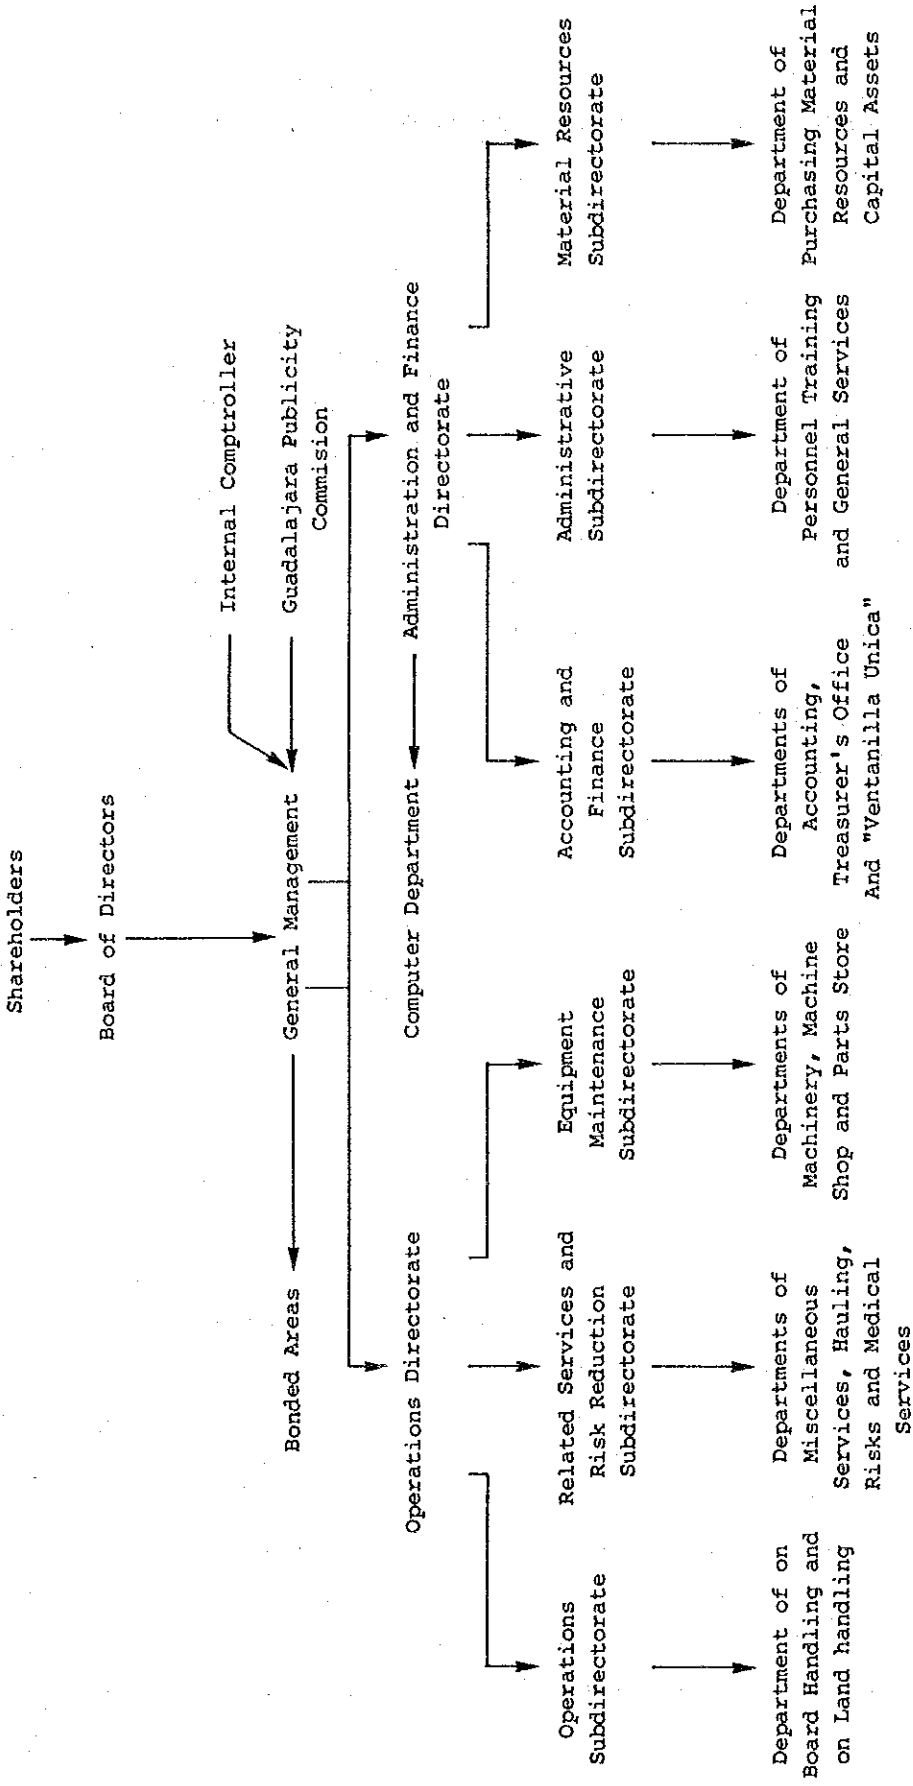 Shareholders
Board of Directors
Internal Comptroller
Bonded Areas
General Management
Guadalajara Publicity
Commision
Operations Directorate
Computer Department
Administration and Finance
Directorate
Operations
Subdirectorate
Related Services and
Risk Reduction
Subdirectorate
Equipment
Maintenance
Subdirectorate
Accounting and
Finance
Subdirectorate
Administrative
Subdirectorate
Material Resources
Subdirectorate
Department of on
Board Handling and
on Land handling
Departments of
Miscellaneous
Services, Hauling,
Risks and Medical
Services
Departments of
Machinery, Machine
Shop and Parts Store
Departments of
Accounting,
Treasurer's Office
And "Ventanilla Unica"
Department of
Personnel Training
and General Services
Department of
Purchasing Material
Resources and
Capital Assets